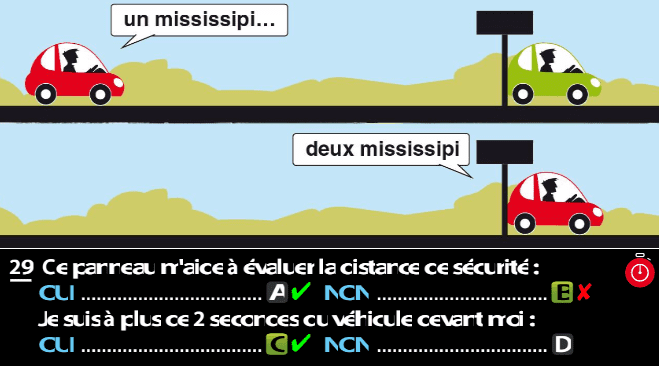 un mississipi...
deux mississipi
29 Ce panneau m'aide à évaluer la distance de sécurité :
OUI .............................. A ✔ NON .............................. B ✘
Je suis à plus de 2 secondes du véhicule devant moi :
OUI .............................. C ✔ NON .............................. D